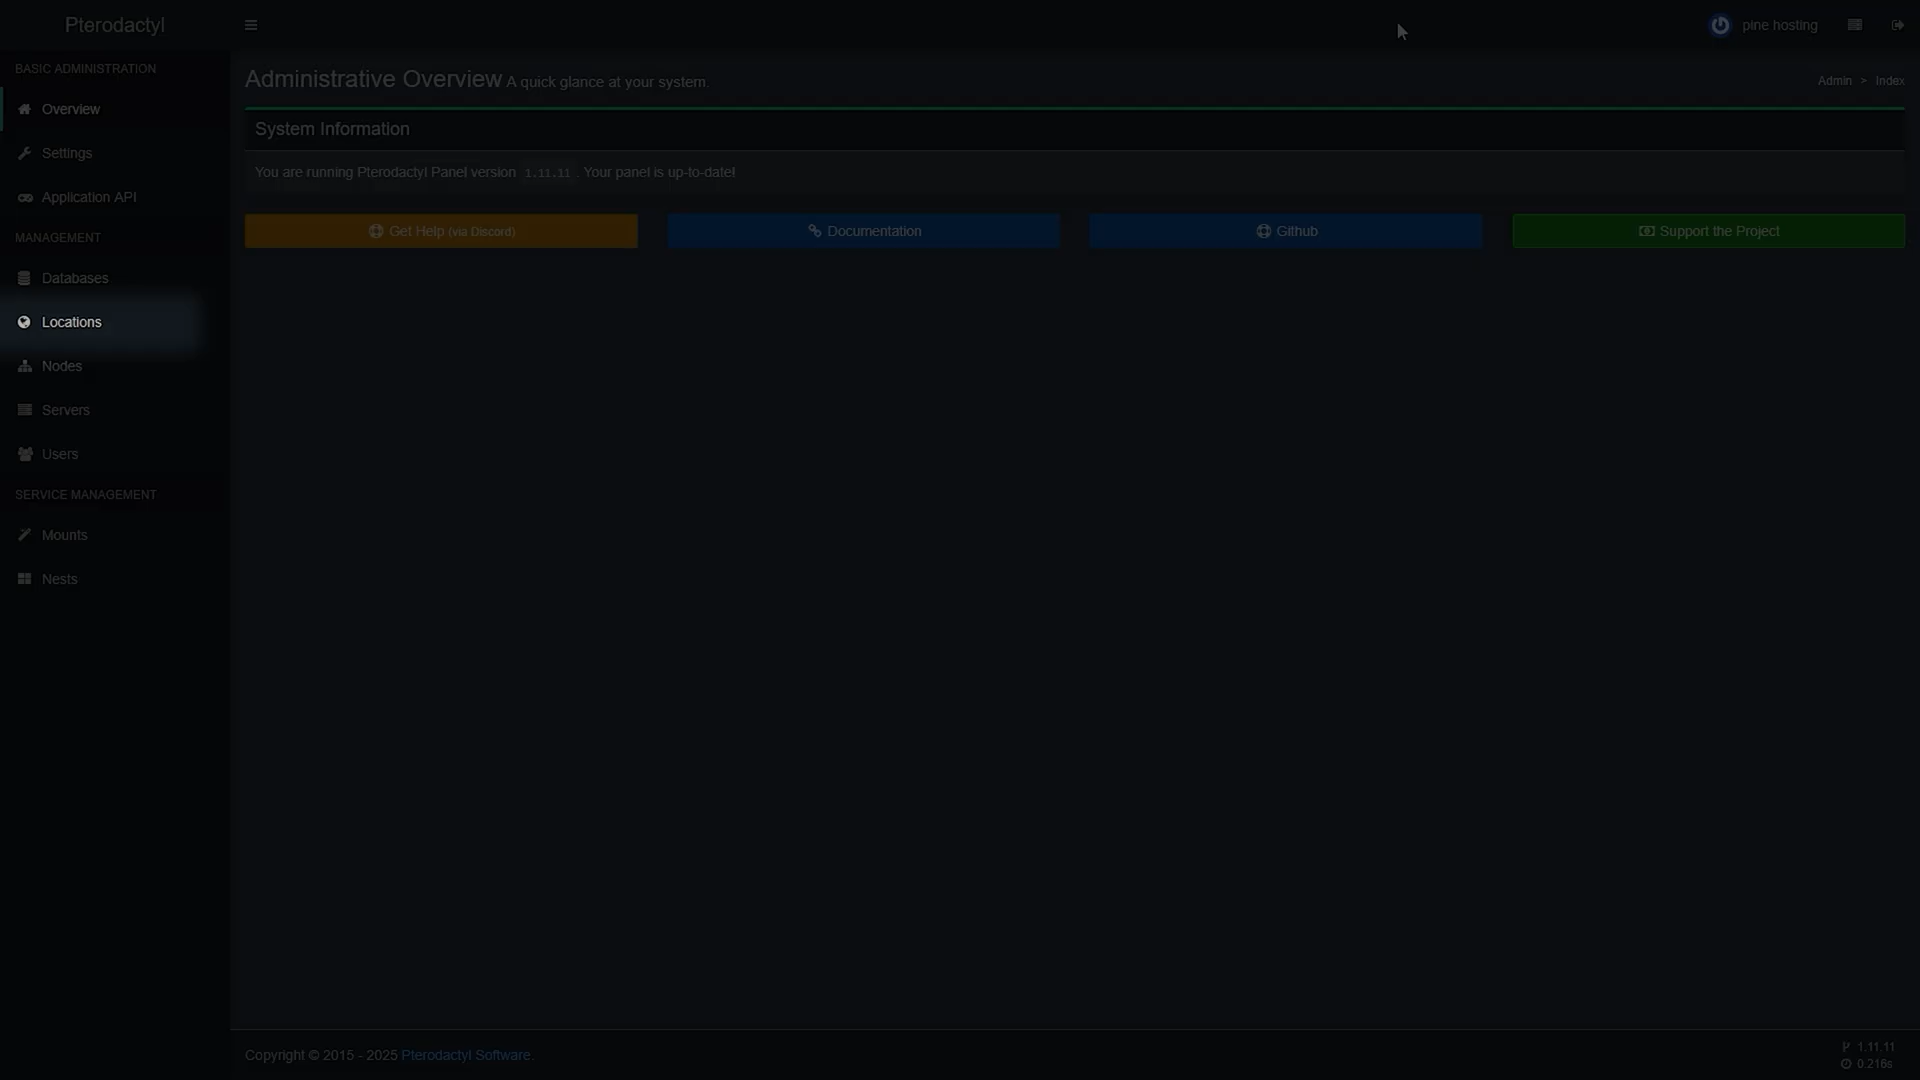 Pterodactyl
pine hosting
BASIC ADMINISTRATION
Overview
Settings
Application API
MANAGEMENT
Databases
Locations
Nodes
Servers
Users
SERVICE MANAGEMENT
Mounts
Nests
Administrative Overview A quick glance at your system.
Admin > Index
System Information
You are running Pterodactyl Panel version 1.11.11 . Your panel is up-to-date!
Get Help (via Discord)
Documentation
Github
Support the Project
Copyright © 2015 - 2025 Pterodactyl Software.
1.11.11
0.216s